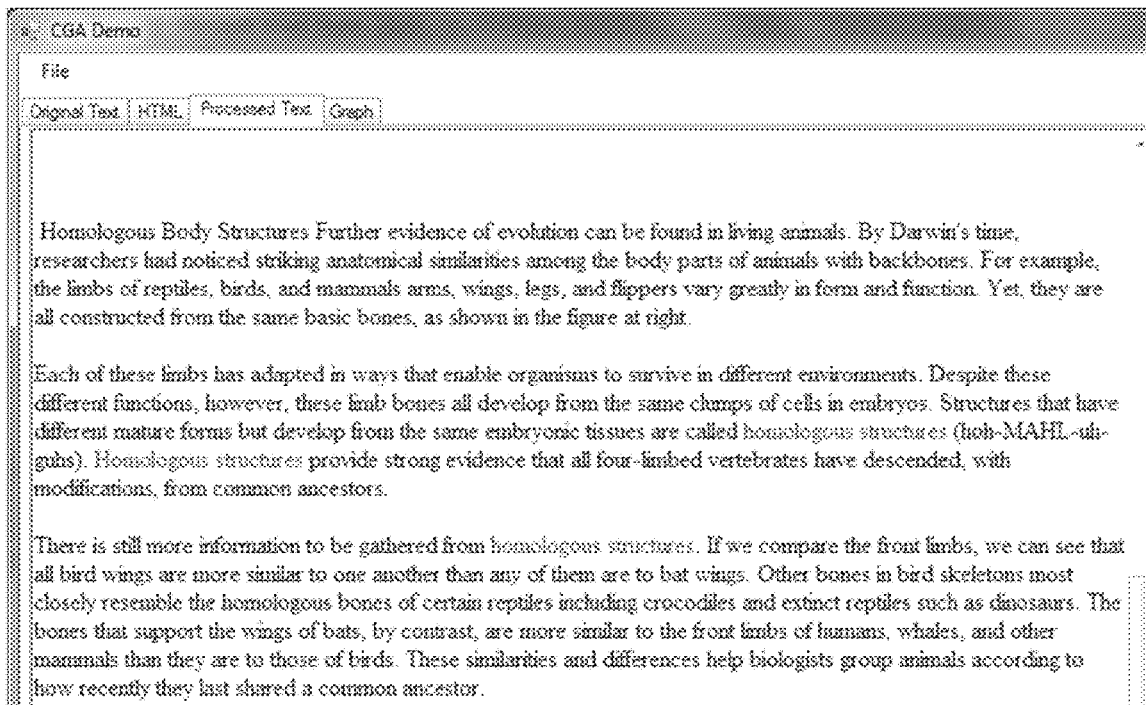 CGA Demo
File
Original Text HTML Processed Text Graph
Homologous Body Structures Further evidence of evolution can be found in living animals. By Darwin's time,
researchers had noticed striking anatomical similarities among the body parts of animals with backbones. For example,
the limbs of reptiles, birds, and mammals arms, wings, legs, and flippers vary greatly in form and function. Yet, they are
all constructed from the same basic bones, as shown in the figure at right.
Each of these limbs has adapted in ways that enable organisms to survive in different environments. Despite these
different functions, however, these limb bones all develop from the same clumps of cells in embryos. Structures that have
different mature forms but develop from the same embryonic tissues are called homologous structures (hoh-MAHL-uh-
guhs). Homologous structures provide strong evidence that all four-limbed vertebrates have descended, with
modifications, from common ancestors.
There is still more information to be gathered from homologous structures. If we compare the front limbs, we can see that
all bird wings are more similar to one another than any of them are to bat wings. Other bones in bird skeletons most
closely resemble the homologous bones of certain reptiles including crocodiles and extinct reptiles such as dinosaurs. The
bones that support the wings of bats, by contrast, are more similar to the front limbs of humans, whales, and other
mammals than they are to those of birds. These similarities and differences help biologists group animals according to
how recently they last shared a common ancestor.